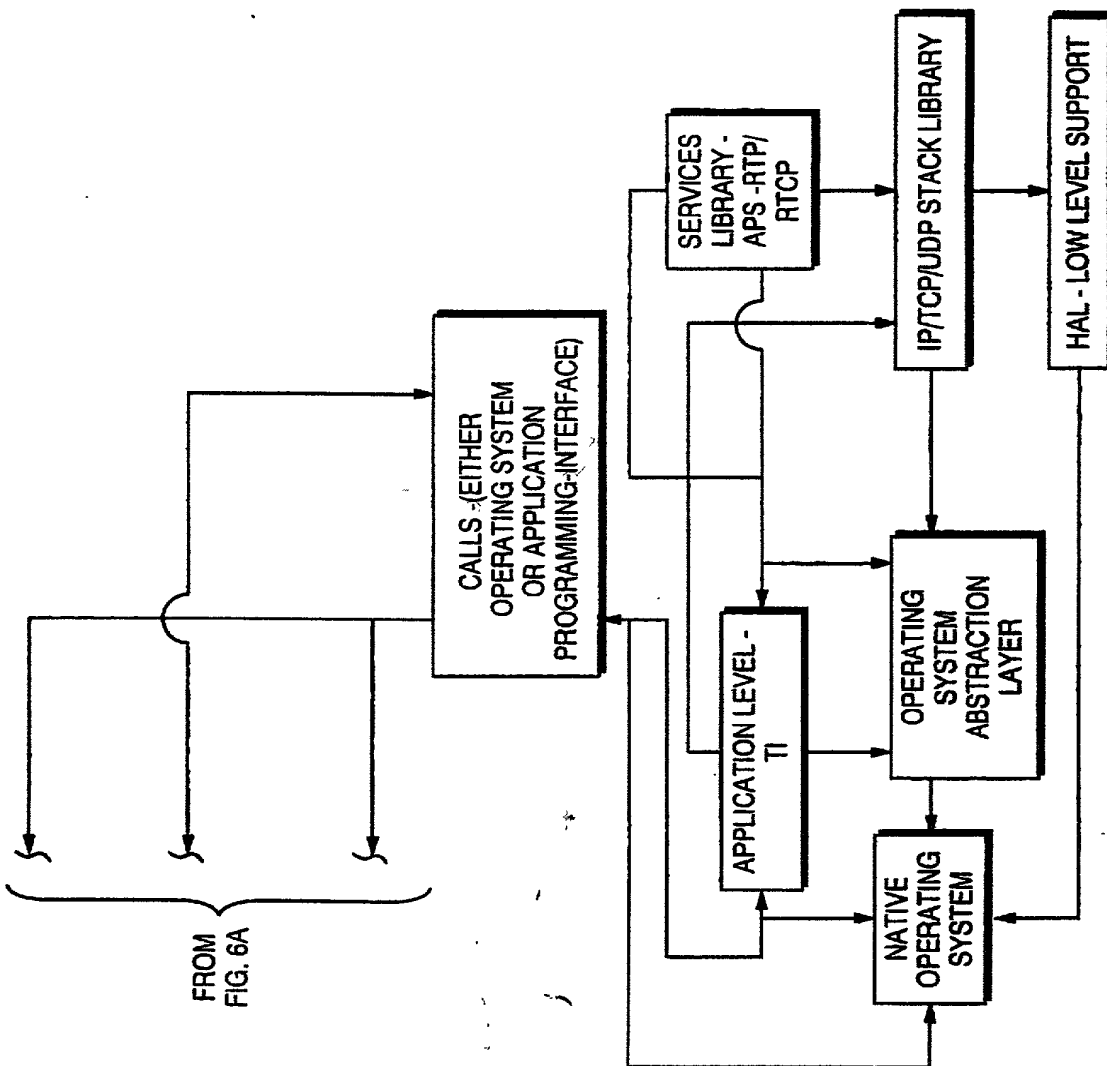 FROM
FIG. 6A
CALLS -(EITHER
OPERATING SYSTEM
OR APPLICATION
PROGRAMMING-INTERFACE)
SERVICES
LIBRARY -
APS -RTP/
RTCP
APPLICATION LEVEL -
TI
NATIVE
OPERATING
SYSTEM
OPERATING
SYSTEM
ABSTRACTION
LAYER
IP/TCP/UDP STACK LIBRARY
HAL - LOW LEVEL SUPPORT